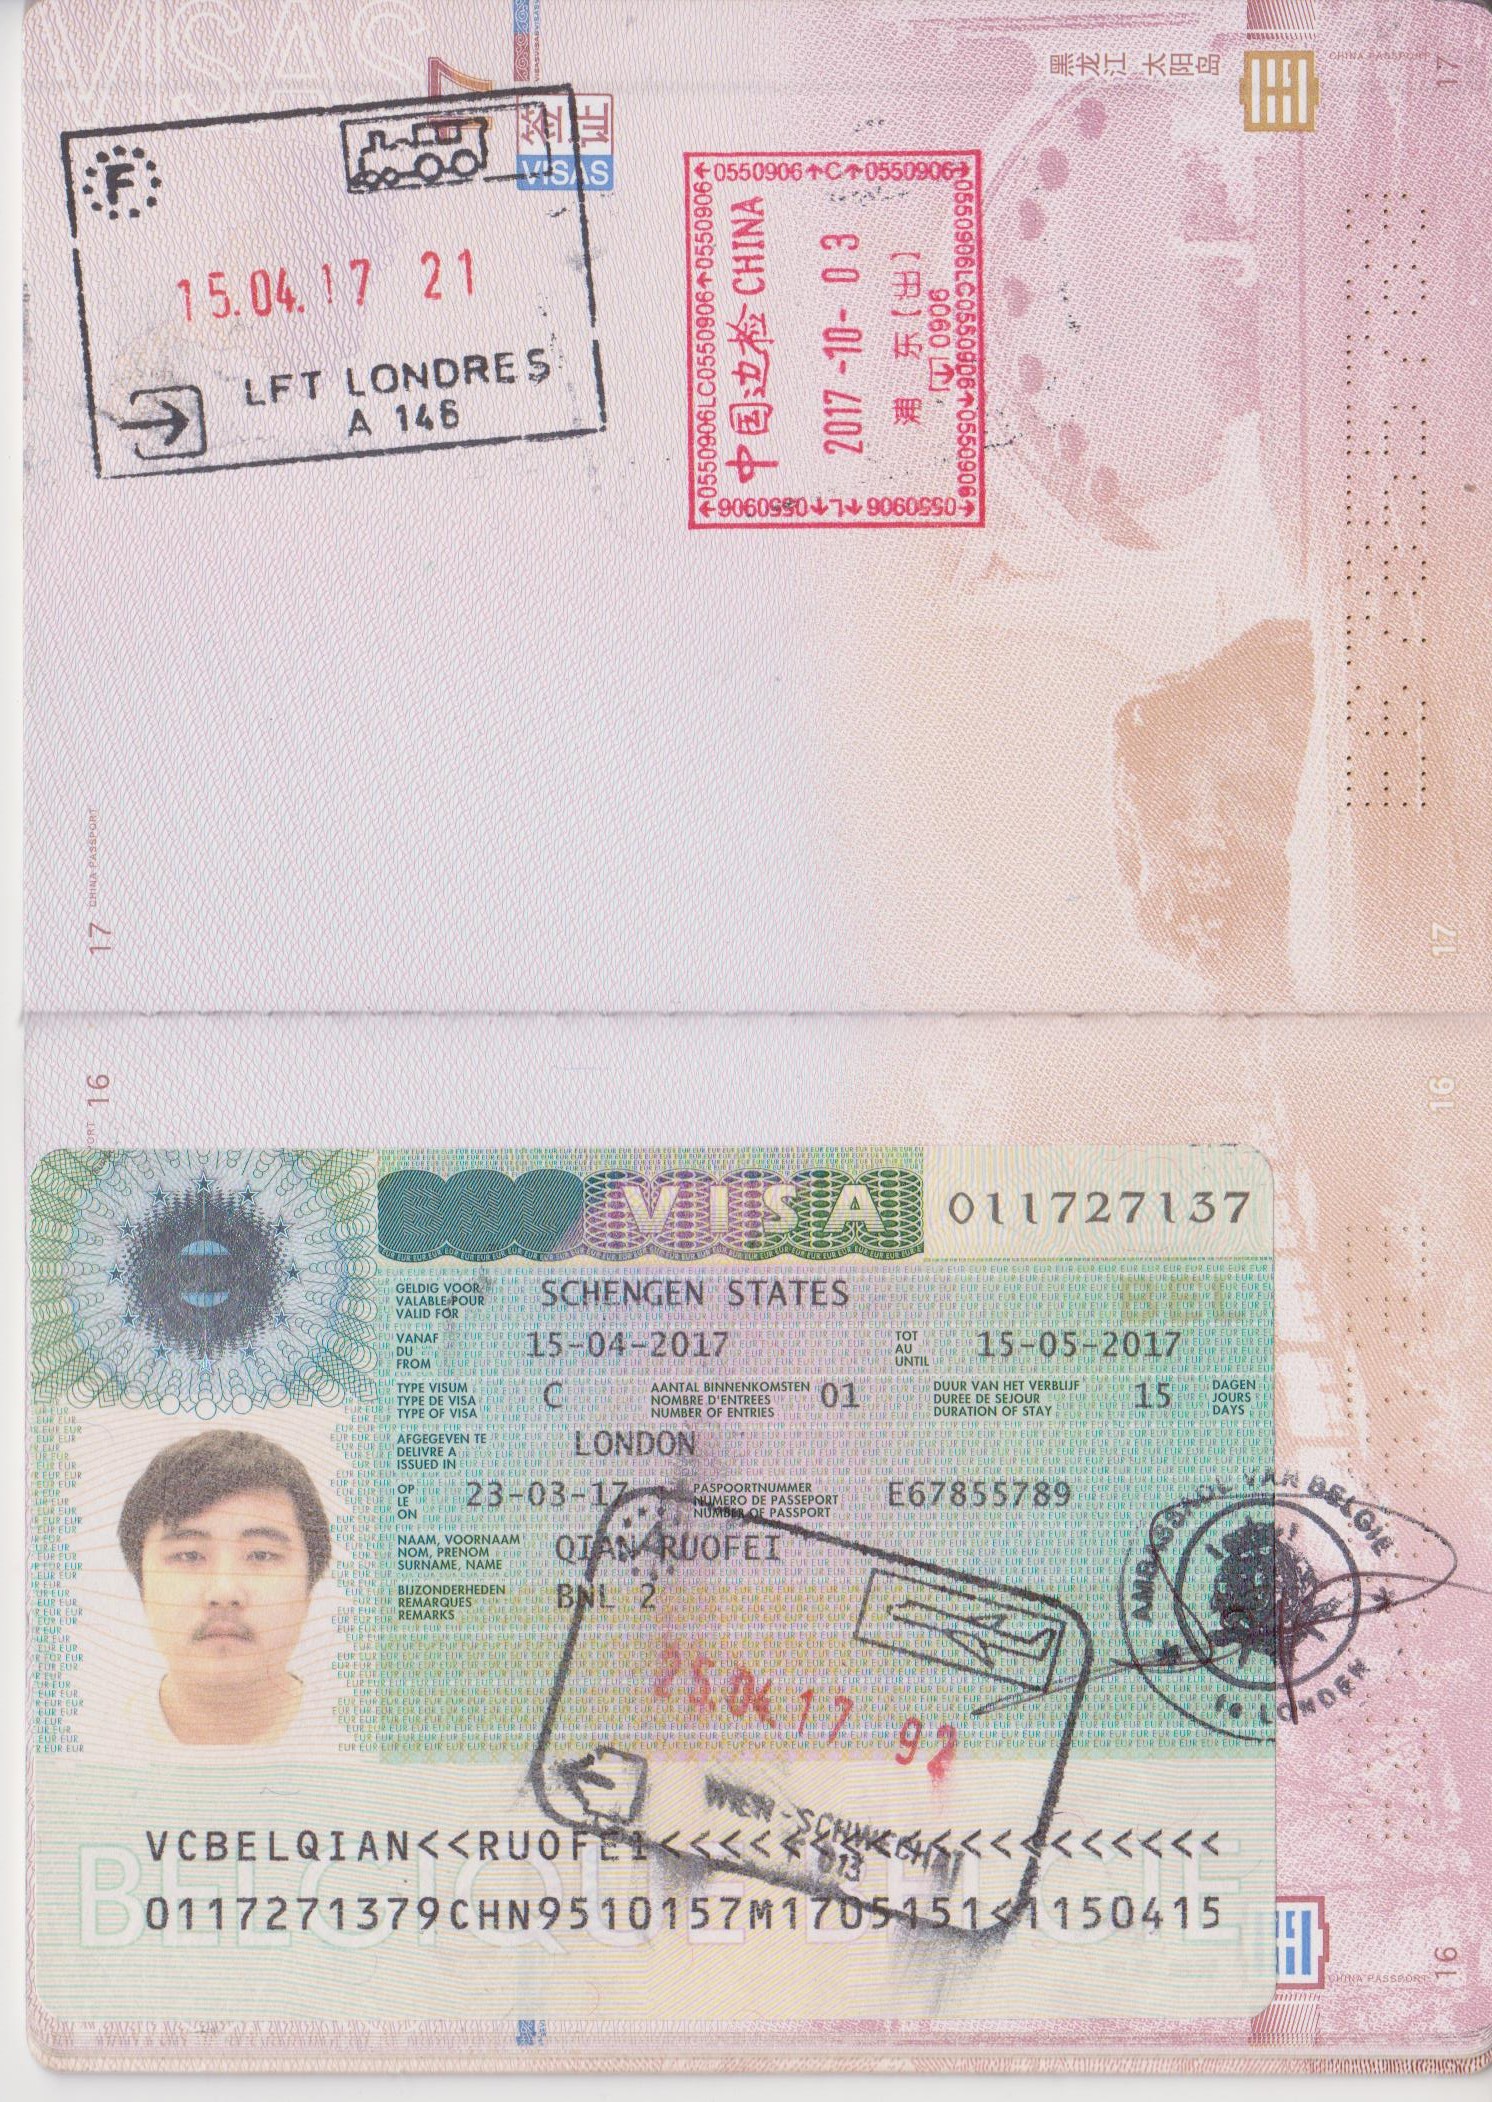 VISAS
17
签证
VISAS
F
15.04.17 21
LFT LONDRES
A 146
0550906 C 0550906
中国边检 CHINA
2017-10-03
浦东(出)
0906
黑龙江 太阳岛
CHINA PASSPORT 17
17 CHINA PASSPORT
17
16
16
VISA
011727137
GELDIG VOOR
VALABLE POUR
VALID FOR
SCHENGEN STATES
BEL
VANAF
DU
FROM
15-04-2017
TOT
AU
UNTIL
15-05-2017
TYPE VISUM
TYPE DE VISA
TYPE OF VISA
C
AANTAL BINNENKOMSTEN
NOMBRE D'ENTREES
NUMBER OF ENTRIES
01
DUUR VAN HET VERBLIJF
DUREE DE SEJOUR
DURATION OF STAY
15
DAGEN
JOURS
DAYS
AFGEGEVEN TE
DELIVRE A
ISSUED IN
LONDON
OP
LE
ON
23-03-17
PASPOORTNUMMER
NUMERO DE PASSEPORT
NUMBER OF PASSPORT
E67855789
NAAM, VOORNAAM
NOM, PRENOM
SURNAME, NAME
QIAN RUOFEI
BIJZONDERHEDEN
REMARQUES
REMARKS
BNL 2
AMBASSADE VAN BELGIE
LONDEN
25.04.17 92
WIEN-SCHWECHAT
013
VCBELQIAN<<RUOFEI<<<<<<<<<<<<<<<<<<<
0117271379CHN9510157M1705151<1150415
BELGIQUE BELGIË
CHINA PASSPORT 16